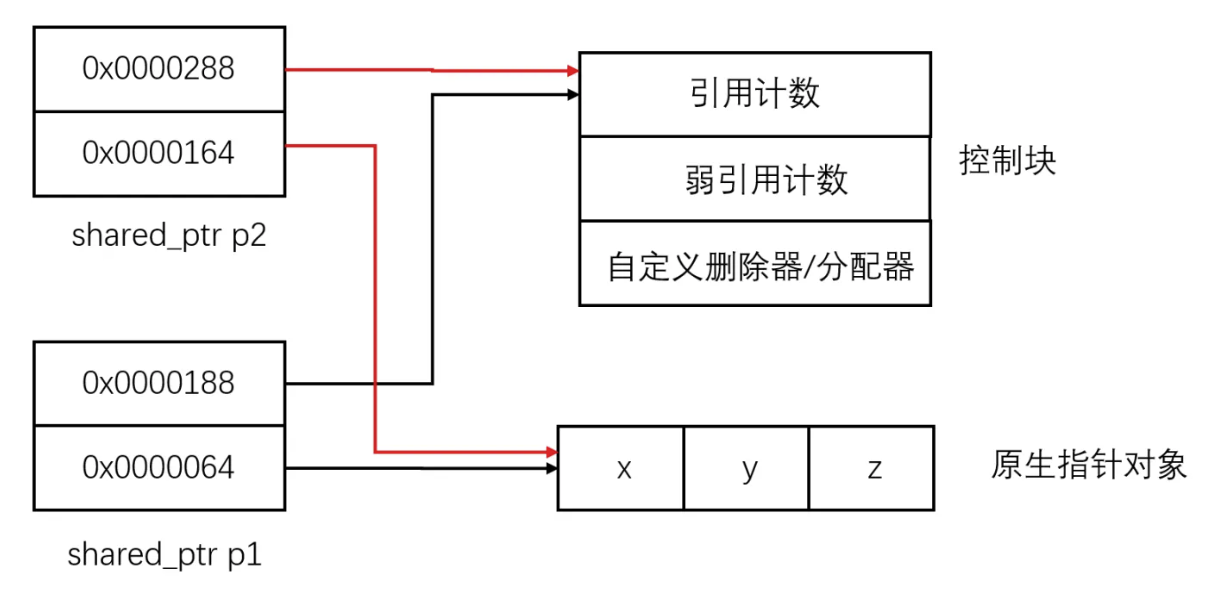 0x0000288
0x0000164
shared_ptr p2
引用计数
弱引用计数
自定义删除器/分配器
控制块
0x0000188
0x0000064
shared_ptr p1
x
y
z
原生指针对象